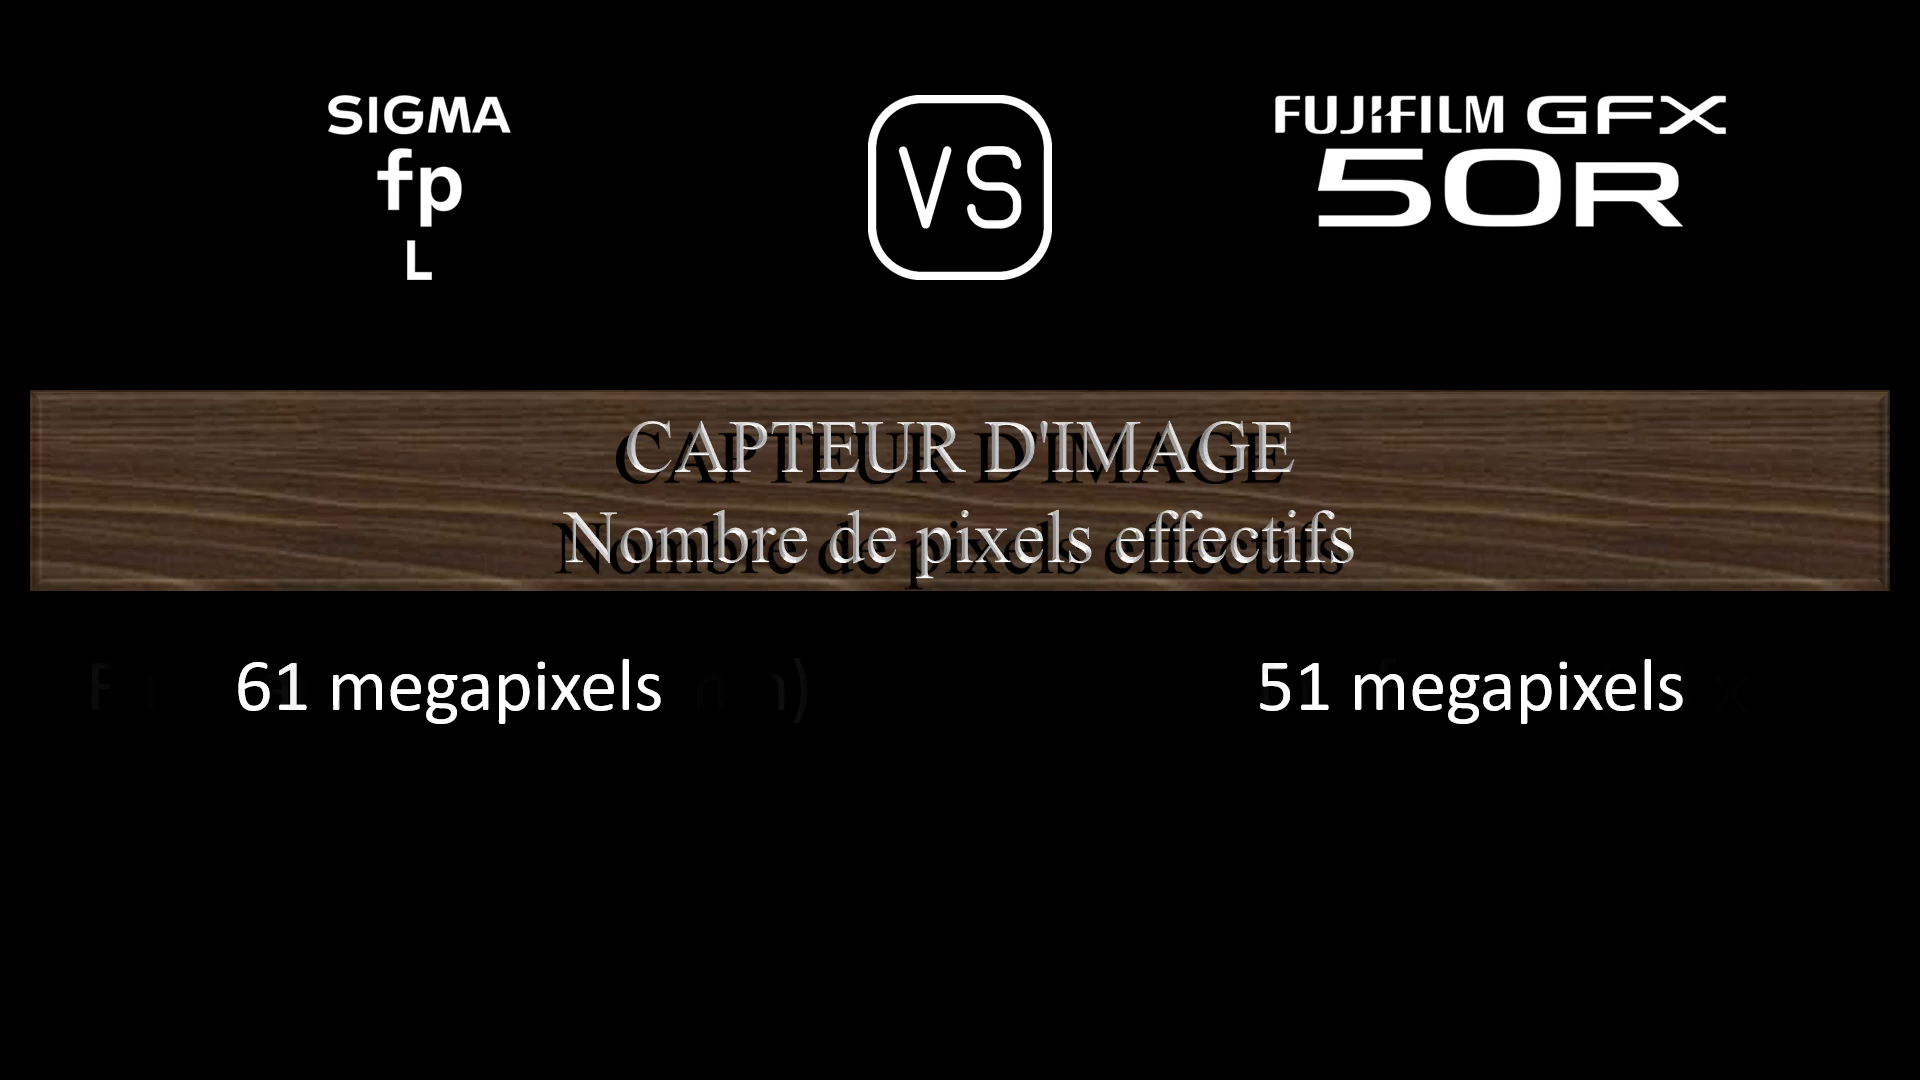 SIGMA
fp
L
VS
FUJIFILM GFX
50R
CAPTEUR D'IMAGE
Nombre de pixels effectifs
61 megapixels
51 megapixels